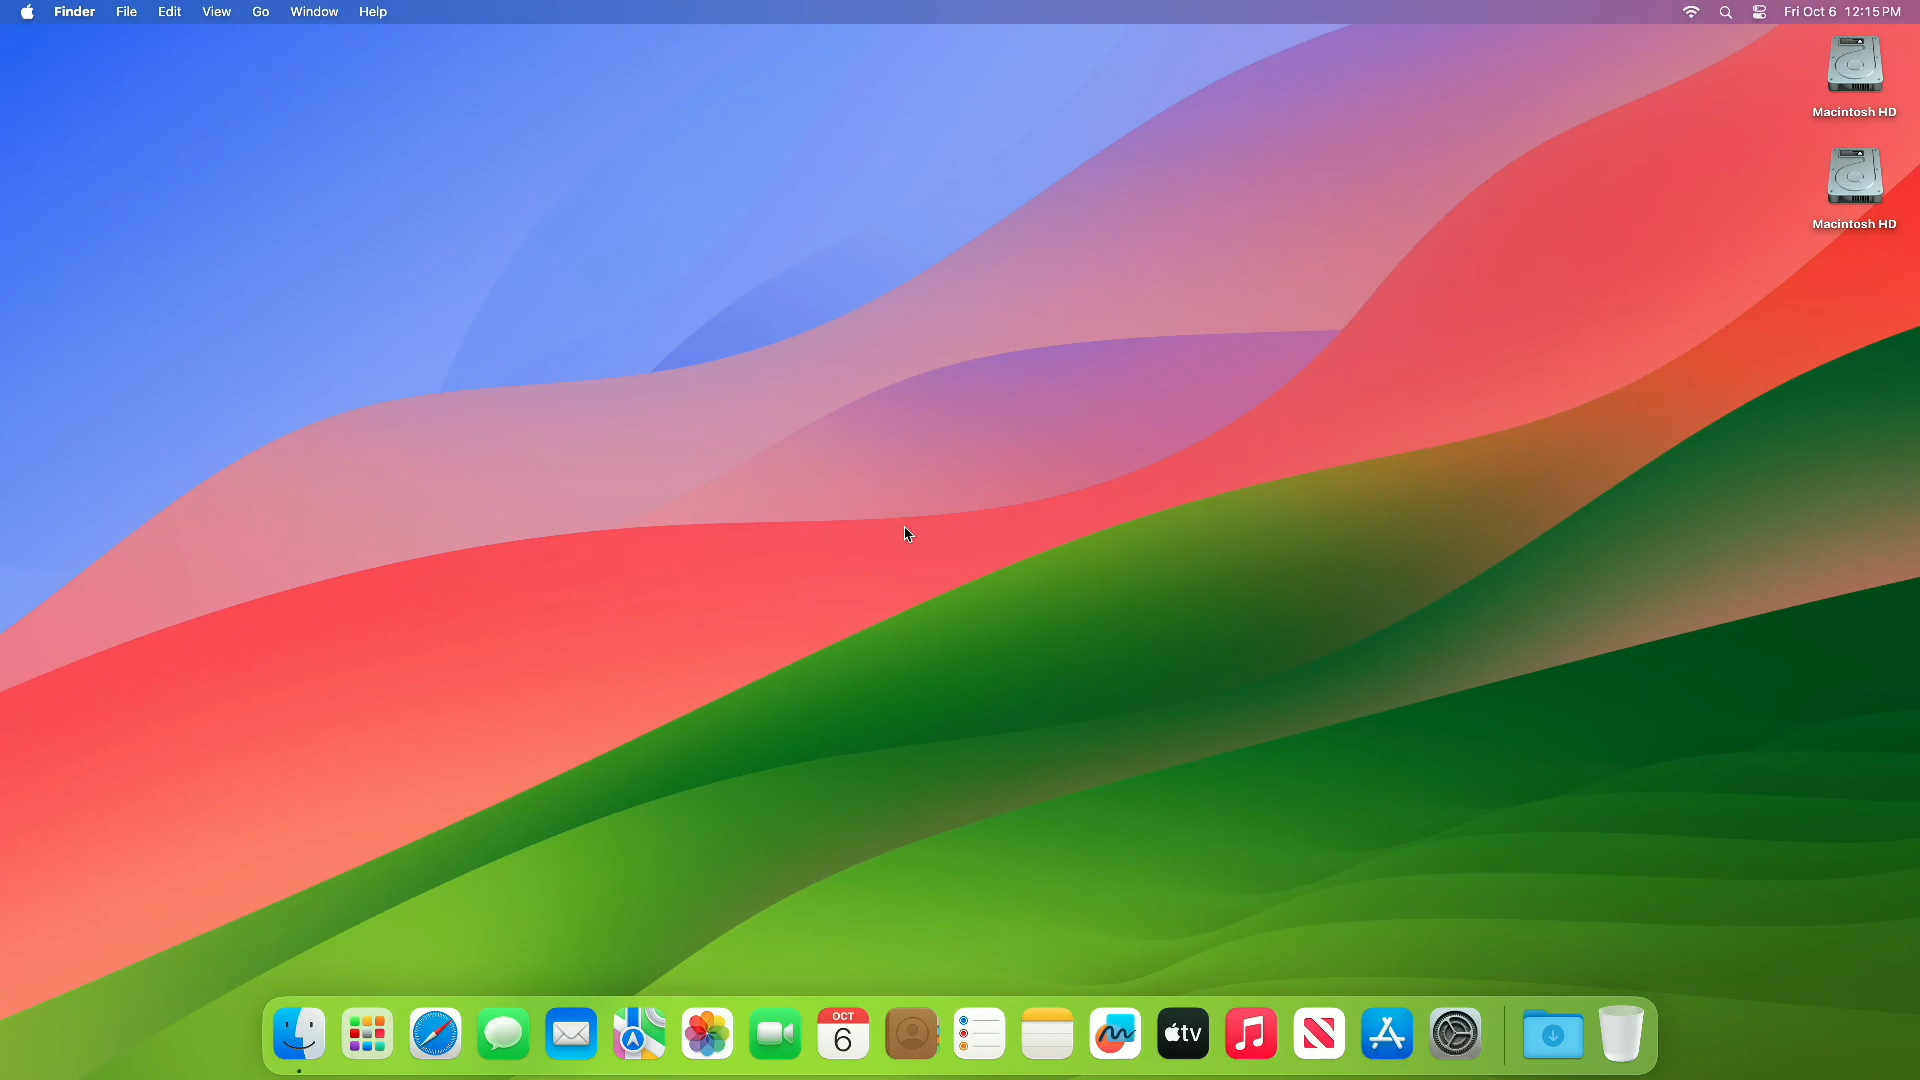 Finder File Edit View Go Window Help Fri Oct 6 12:15 PM
Macintosh HD
Macintosh HD
OCT
6
tv